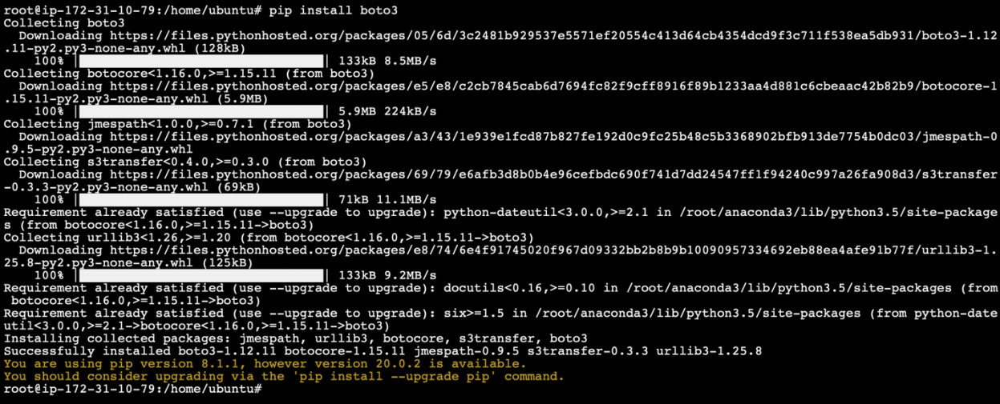 root@ip-172-31-10-79:/home/ubuntu# pip install boto3
Collecting boto3
  Downloading https://files.pythonhosted.org/packages/05/6d/3c2481b929537e5571ef20554c413d64cb4354dcd9f3c711f538ea5db931/boto3-1.12
.11-py2.py3-none-any.whl (128kB)
    100% || 133kB 8.5MB/s
Collecting botocore<1.16.0,>=1.15.11 (from boto3)
  Downloading https://files.pythonhosted.org/packages/e5/e8/c2cb7845cab6d7694fc82f9cff8916f89b1233aa4d881c6cbeaac42b82b9/botocore-1
.15.11-py2.py3-none-any.whl (5.9MB)
    100% || 5.9MB 224kB/s
Collecting jmespath<1.0.0,>=0.7.1 (from boto3)
  Downloading https://files.pythonhosted.org/packages/a3/43/1e939e1fcd87b827fe192d0c9fc25b48c5b3368902bfb913de7754b0dc03/jmespath-0
.9.5-py2.py3-none-any.whl
Collecting s3transfer<0.4.0,>=0.3.0 (from boto3)
  Downloading https://files.pythonhosted.org/packages/69/79/e6afb3d8b0b4e96cefbdc690f741d7dd24547ff1f94240c997a26fa908d3/s3transfer
-0.3.3-py2.py3-none-any.whl (69kB)
    100% || 71kB 11.1MB/s
Requirement already satisfied (use --upgrade to upgrade): python-dateutil<3.0.0,>=2.1 in /root/anaconda3/lib/python3.5/site-package
s (from botocore<1.16.0,>=1.15.11->boto3)
Collecting urllib3<1.26,>=1.20 (from botocore<1.16.0,>=1.15.11->boto3)
  Downloading https://files.pythonhosted.org/packages/e8/74/6e4f91745020f967d09332bb2b8b9b10090957334692eb88ea4afe91b77f/urllib3-1.
25.8-py2.py3-none-any.whl (125kB)
    100% || 133kB 9.2MB/s
Requirement already satisfied (use --upgrade to upgrade): docutils<0.16,>=0.10 in /root/anaconda3/lib/python3.5/site-packages (from
 botocore<1.16.0,>=1.15.11->boto3)
Requirement already satisfied (use --upgrade to upgrade): six>=1.5 in /root/anaconda3/lib/python3.5/site-packages (from python-date
util<3.0.0,>=2.1->botocore<1.16.0,>=1.15.11->boto3)
Installing collected packages: jmespath, urllib3, botocore, s3transfer, boto3
Successfully installed boto3-1.12.11 botocore-1.15.11 jmespath-0.9.5 s3transfer-0.3.3 urllib3-1.25.8
You are using pip version 8.1.1, however version 20.0.2 is available.
You should consider upgrading via the 'pip install --upgrade pip' command.
root@ip-172-31-10-79:/home/ubuntu#